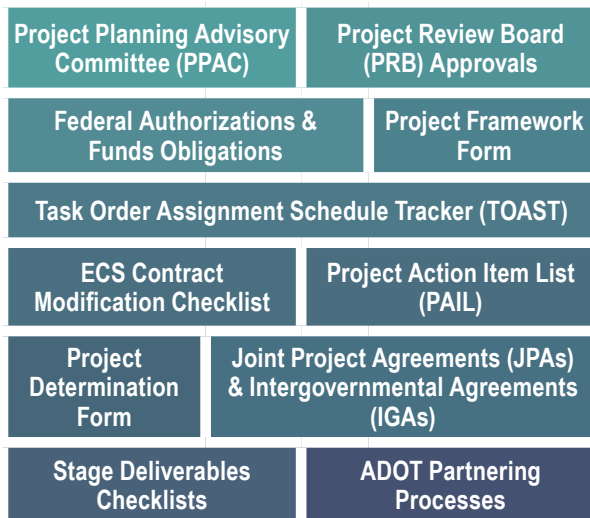 Project Planning Advisory
Committee (PPAC)
Project Review Board
(PRB) Approvals
Federal Authorizations &
Funds Obligations
Project Framework
Form
Task Order Assignment Schedule Tracker (TOAST)
ECS Contract
Modification Checklist
Project Action Item List
(PAIL)
Project
Determination
Form
Joint Project Agreements (JPAs)
& Intergovernmental Agreements
(IGAs)
Stage Deliverables
Checklists
ADOT Partnering
Processes